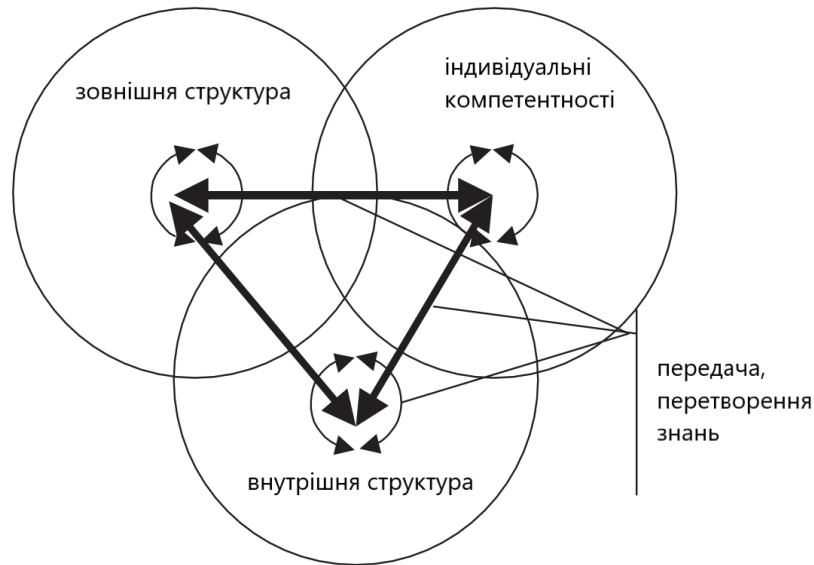 зовнішня структура
індивідуальні
компетентності
передача,
перетворення
знань
внутрішня структура